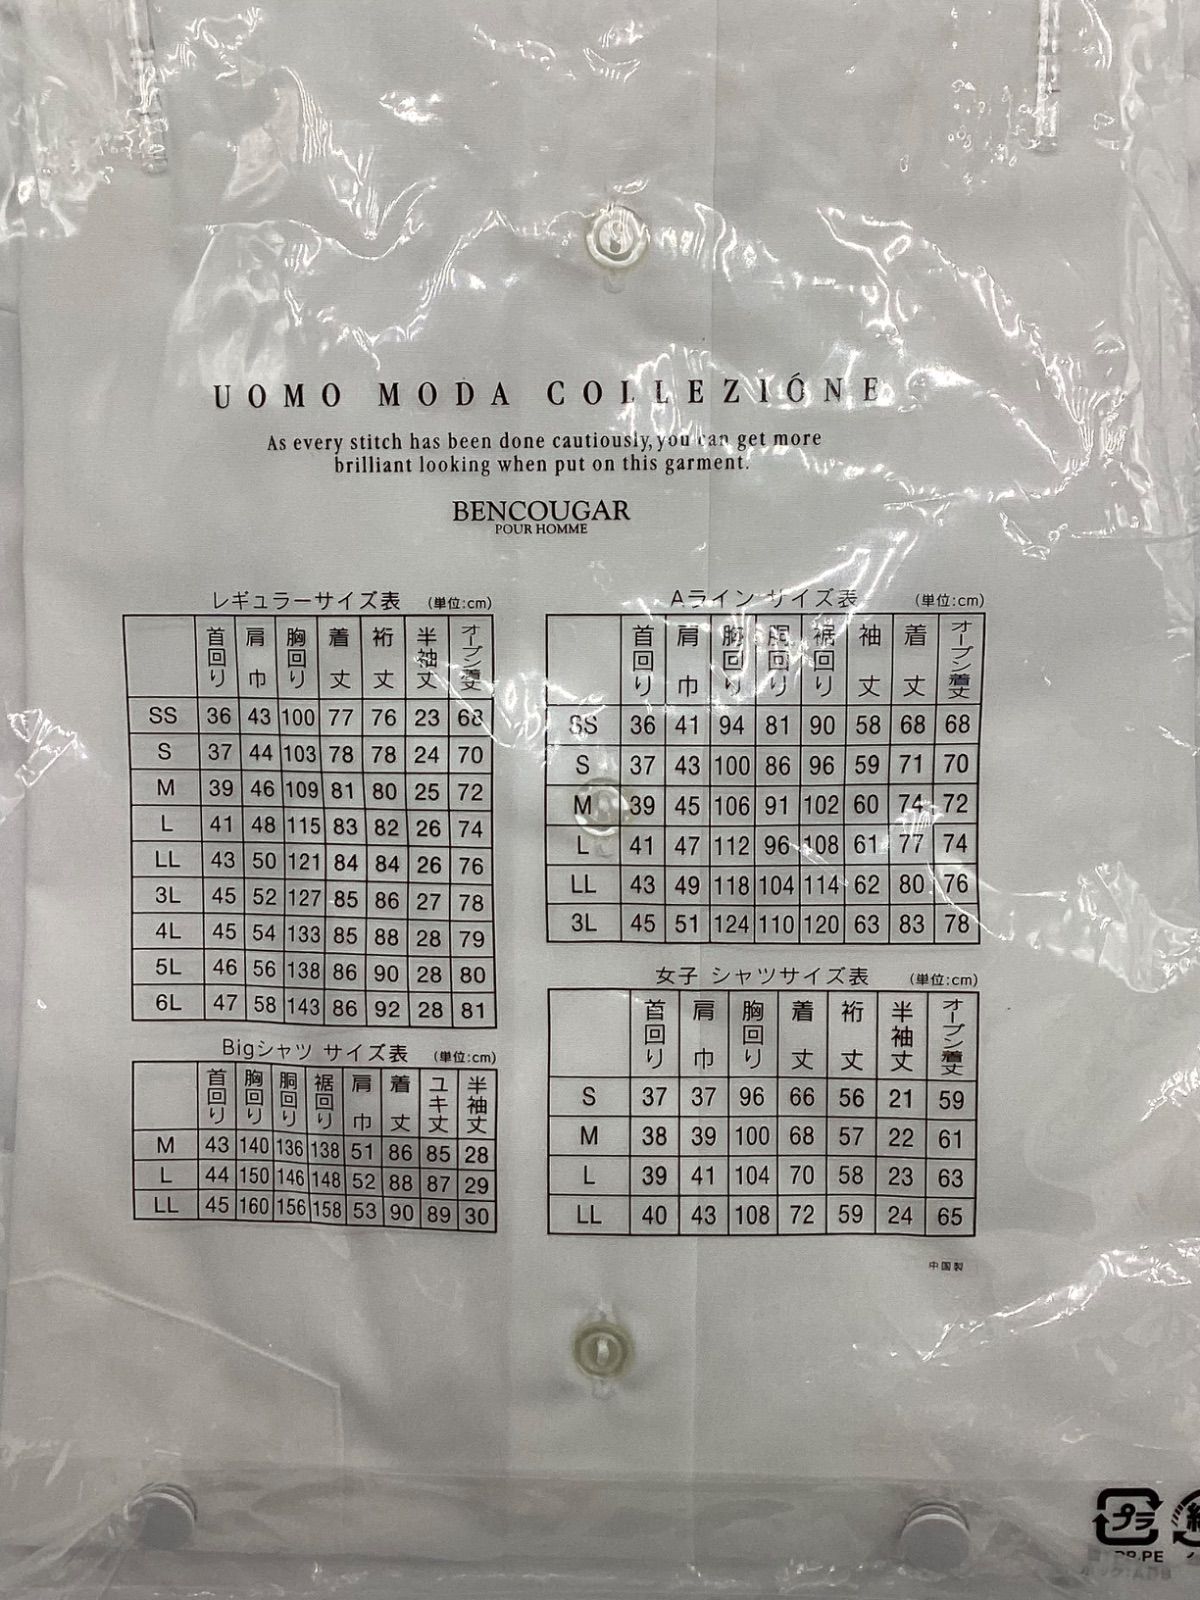 UOMO MODA COLLEZIÓNE
As every stitch has been done cautiously, you can get more
brilliant looking when put on this garment.
BENCOUGAR
POUR HOMME
レギュラーサイズ表 (単位:cm)
首回り 肩巾 胸回り 着丈 裄丈 半袖丈 オープン着丈
SS 36 43 100 77 76 23 68
S 37 44 103 78 78 24 70
M 39 46 109 81 80 25 72
L 41 48 115 83 82 26 74
LL 43 50 121 84 84 26 76
3L 45 52 127 85 86 27 78
4L 45 54 133 85 88 28 79
5L 46 56 138 86 90 28 80
6L 47 58 143 86 92 28 81
Bigシャツ サイズ表 (単位:cm)
首回り 胸回り 胴回り 裾回り 肩巾 着丈 ユキ丈 半袖丈
M 43 140 136 138 51 86 85 28
L 44 150 146 148 52 88 87 29
LL 45 160 156 158 53 90 89 30
Aライン サイズ表 (単位:cm)
首回り 肩巾 胸回り 胴回り 裾回り 袖丈 着丈 オープン着丈
SS 36 41 94 81 90 58 68 68
S 37 43 100 86 96 59 71 70
M 39 45 106 91 102 60 74 72
L 41 47 112 96 108 61 77 74
LL 43 49 118 104 114 62 80 76
3L 45 51 124 110 120 63 83 78
女子 シャツサイズ表 (単位:cm)
首回り 肩巾 胸回り 着丈 裄丈 半袖丈 オープン着丈
S 37 37 96 66 56 21 59
M 38 39 100 68 57 22 61
L 39 41 104 70 58 23 63
LL 40 43 108 72 59 24 65
中国製
プラ
PP.PE